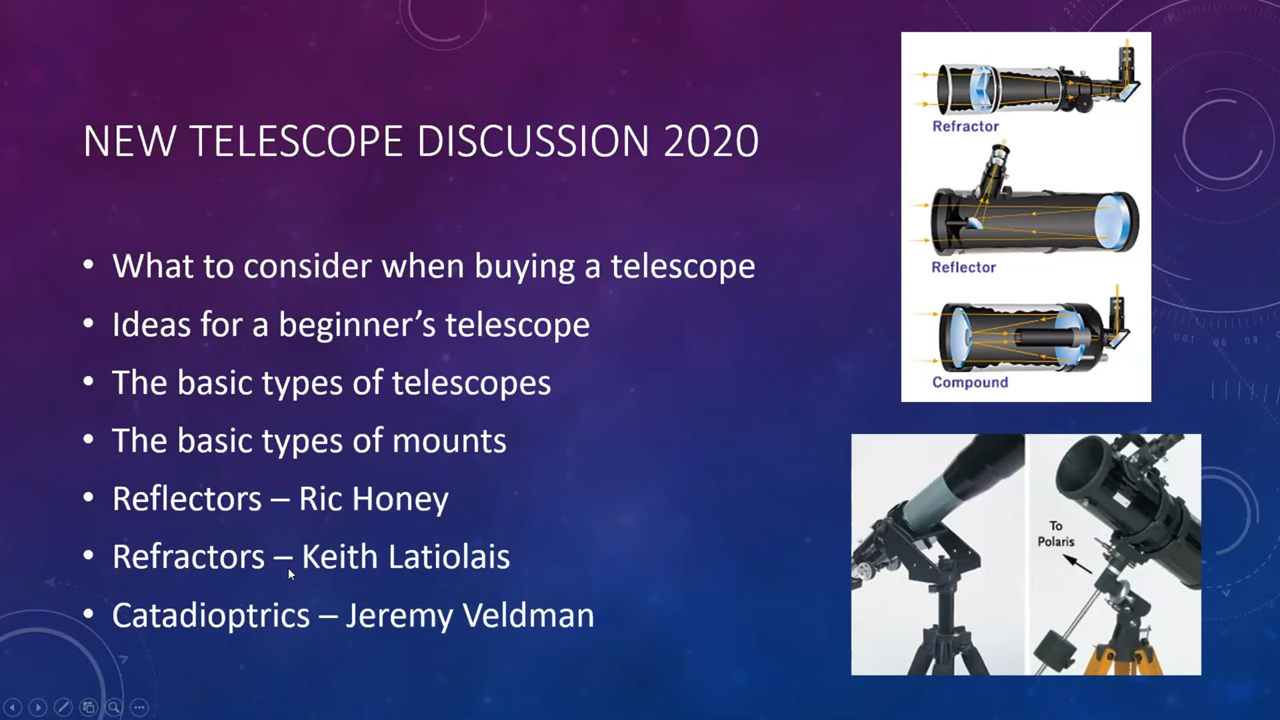 NEW TELESCOPE DISCUSSION 2020
• What to consider when buying a telescope
• Ideas for a beginner’s telescope
• The basic types of telescopes
• The basic types of mounts
• Reflectors – Ric Honey
• Refractors – Keith Latiolais
• Catadioptrics – Jeremy Veldman
Refractor
Reflector
Compound
To
Polaris